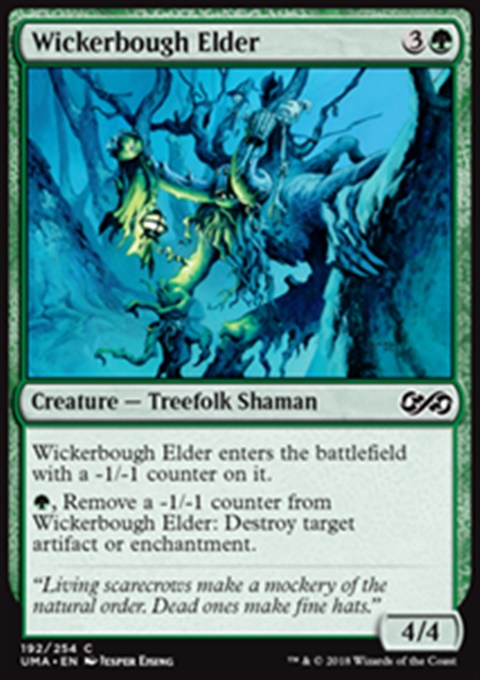 Wickerbough Elder 3
Creature — Treefolk Shaman
Wickerbough Elder enters the battlefield
with a -1/-1 counter on it.
, Remove a -1/-1 counter from
Wickerbough Elder: Destroy target
artifact or enchantment.
“Living scarecrows make a mockery of the
natural order. Dead ones make fine hats.”
4/4
192/254 C
UMA • EN Jesper Ejsing
™ & © 2018 Wizards of the Coast